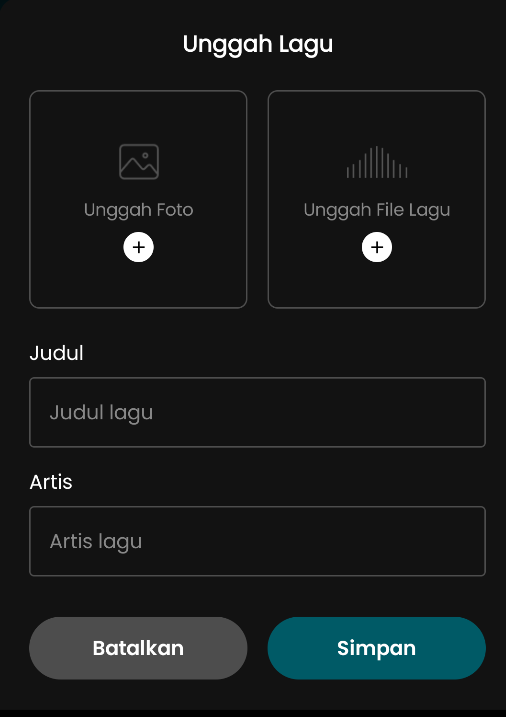 Unggah Lagu
Unggah Foto
Unggah File Lagu
Judul
Judul lagu
Artis
Artis lagu
Batalkan
Simpan